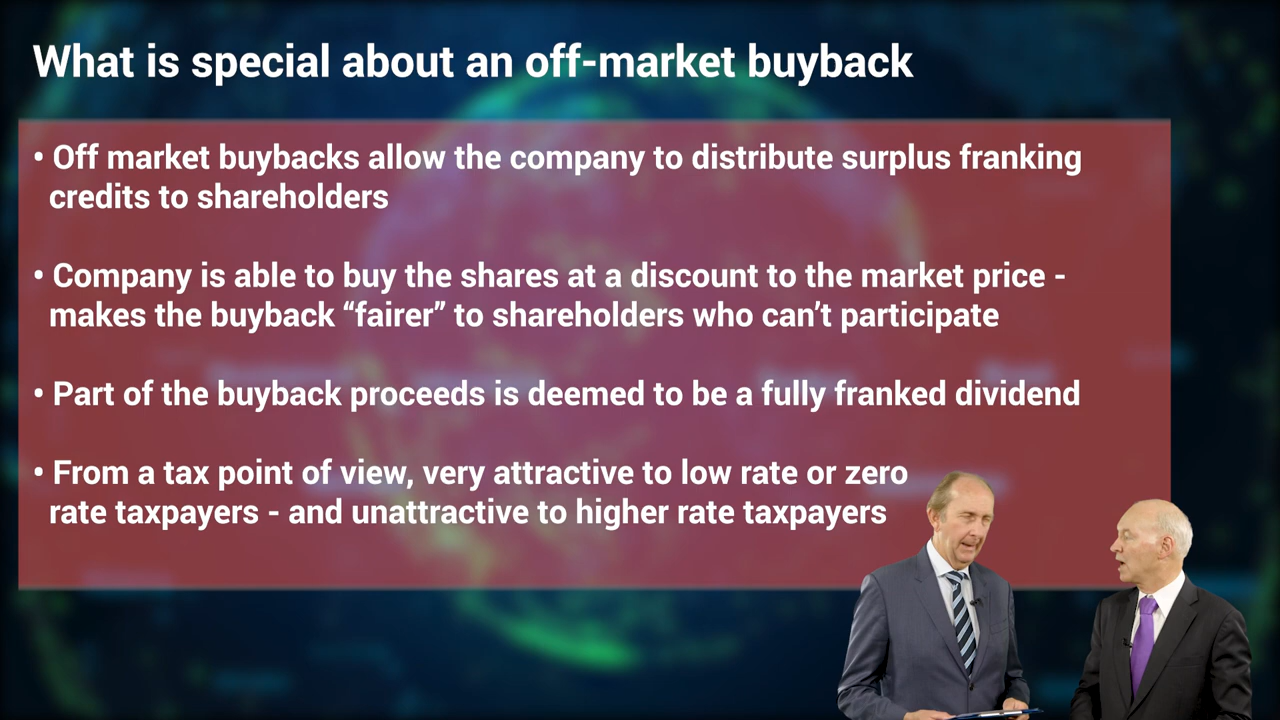 What is special about an off-market buyback
• Off market buybacks allow the company to distribute surplus franking
credits to shareholders
• Company is able to buy the shares at a discount to the market price -
makes the buyback “fairer” to shareholders who can’t participate
• Part of the buyback proceeds is deemed to be a fully franked dividend
• From a tax point of view, very attractive to low rate or zero
rate taxpayers - and unattractive to higher rate taxpayers